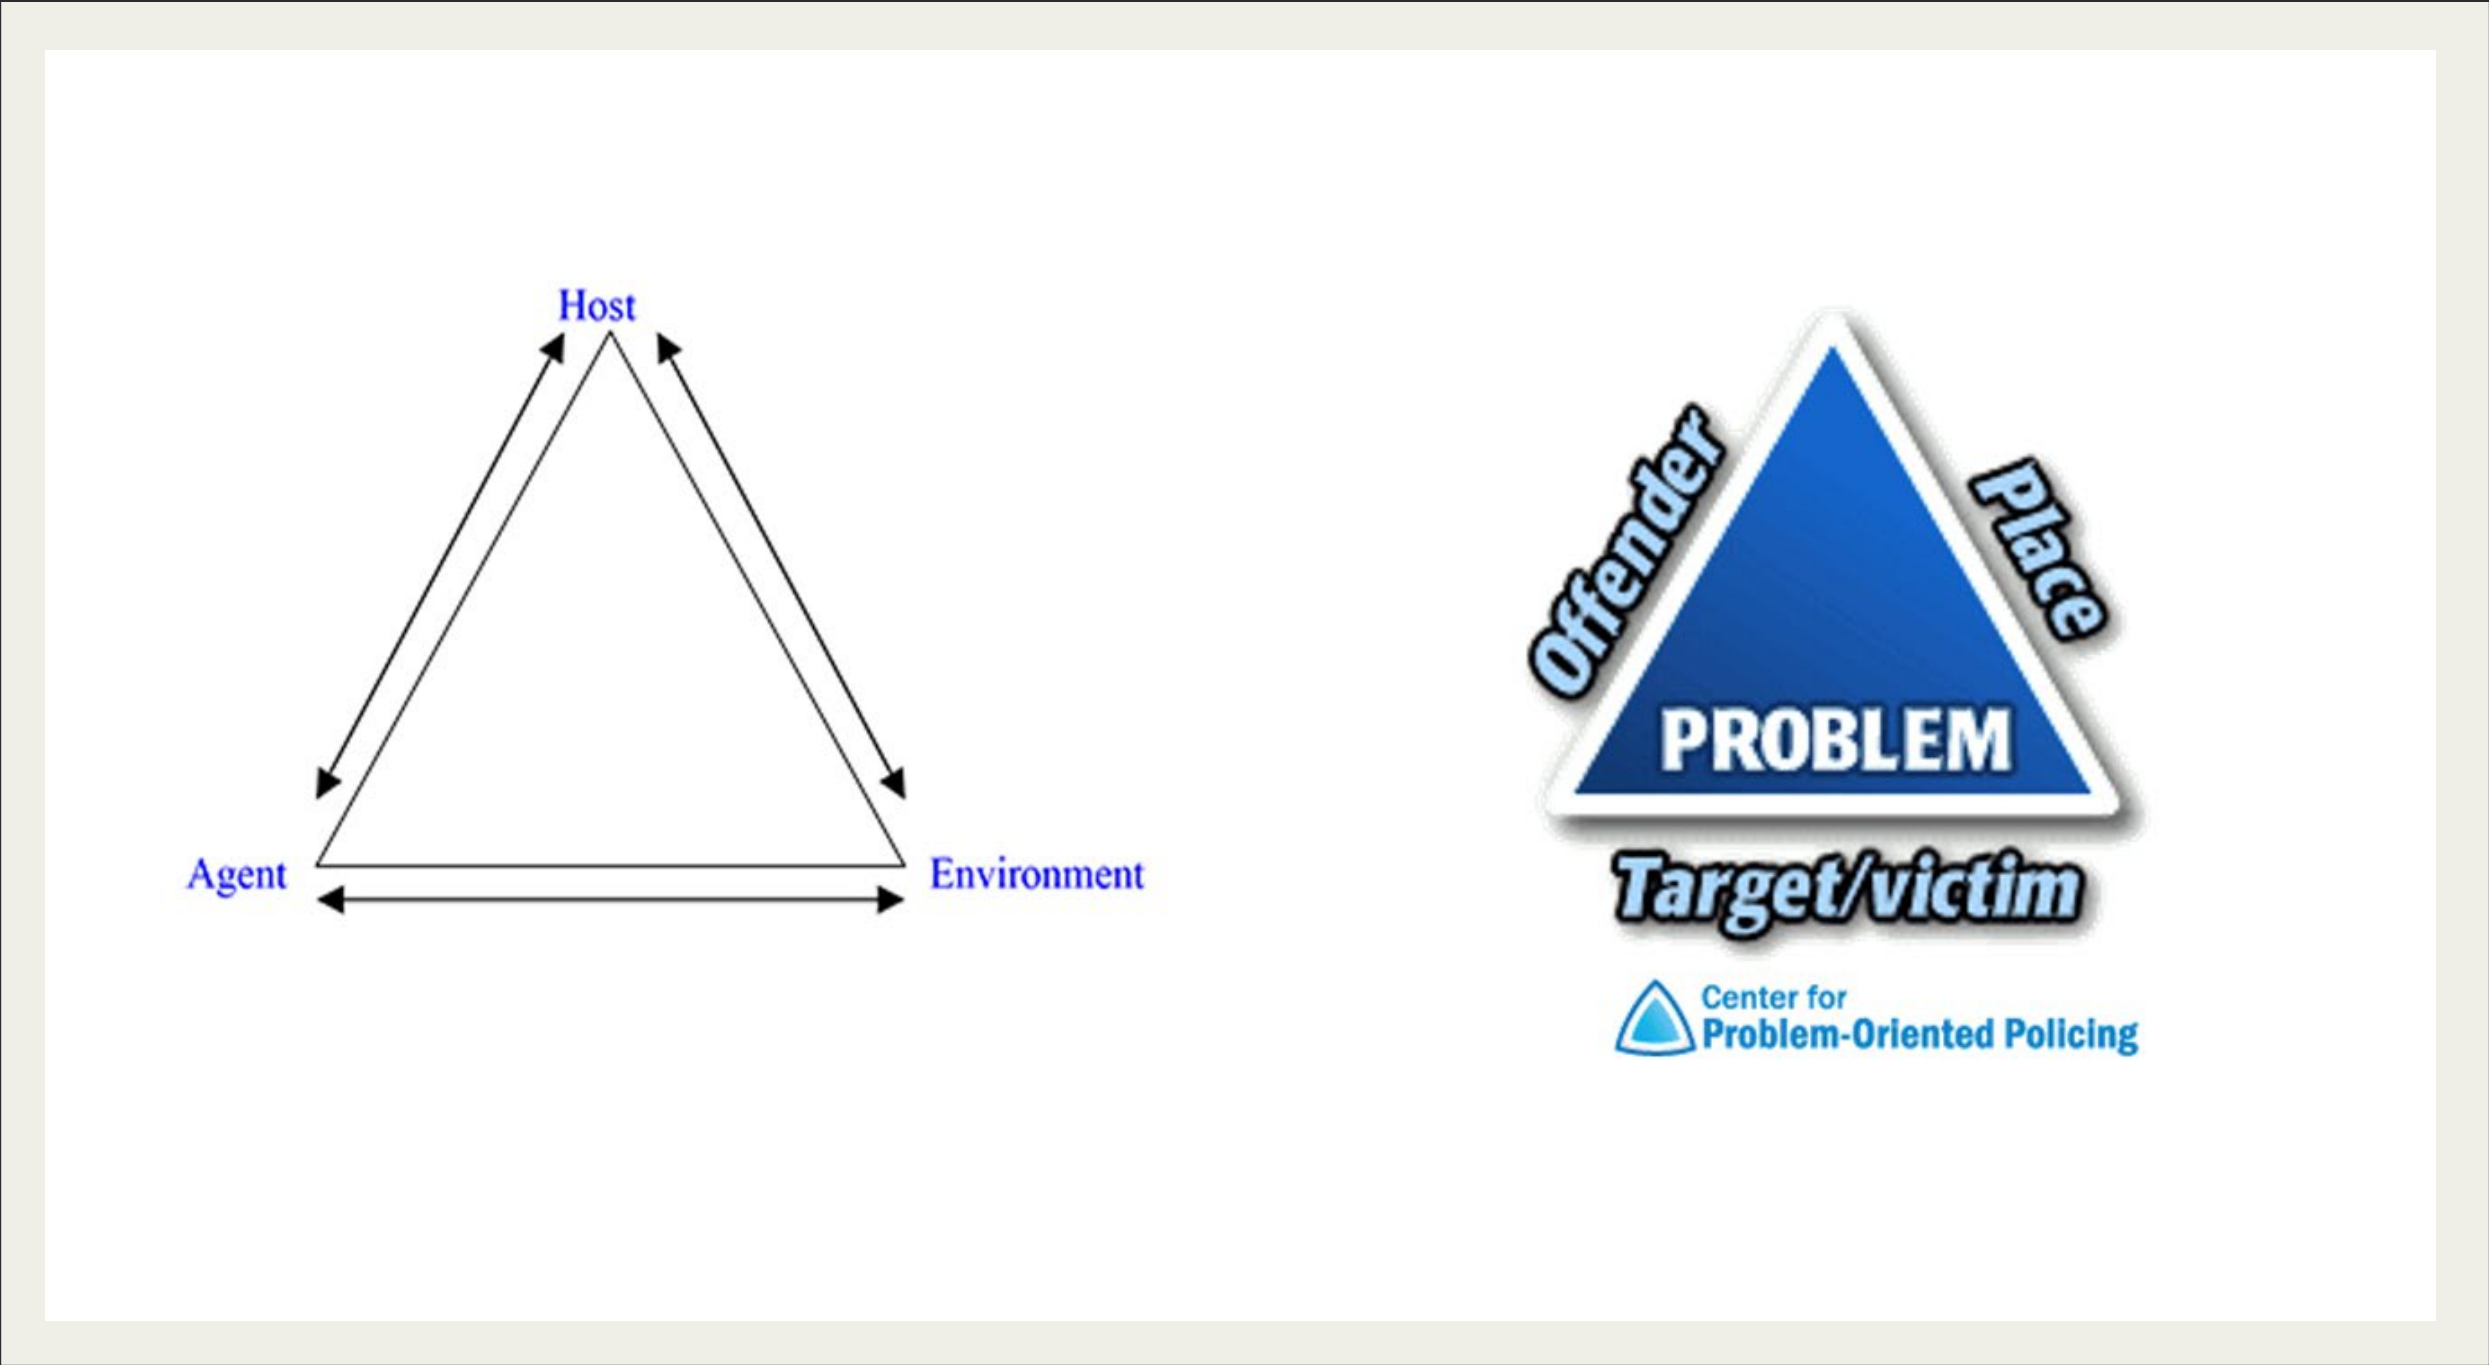 Host
Agent
Environment
Offender
Place
PROBLEM
Target/victim
Center for
Problem-Oriented Policing